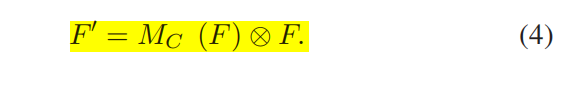 F′ = M_C (F) ⊗ F. (4)